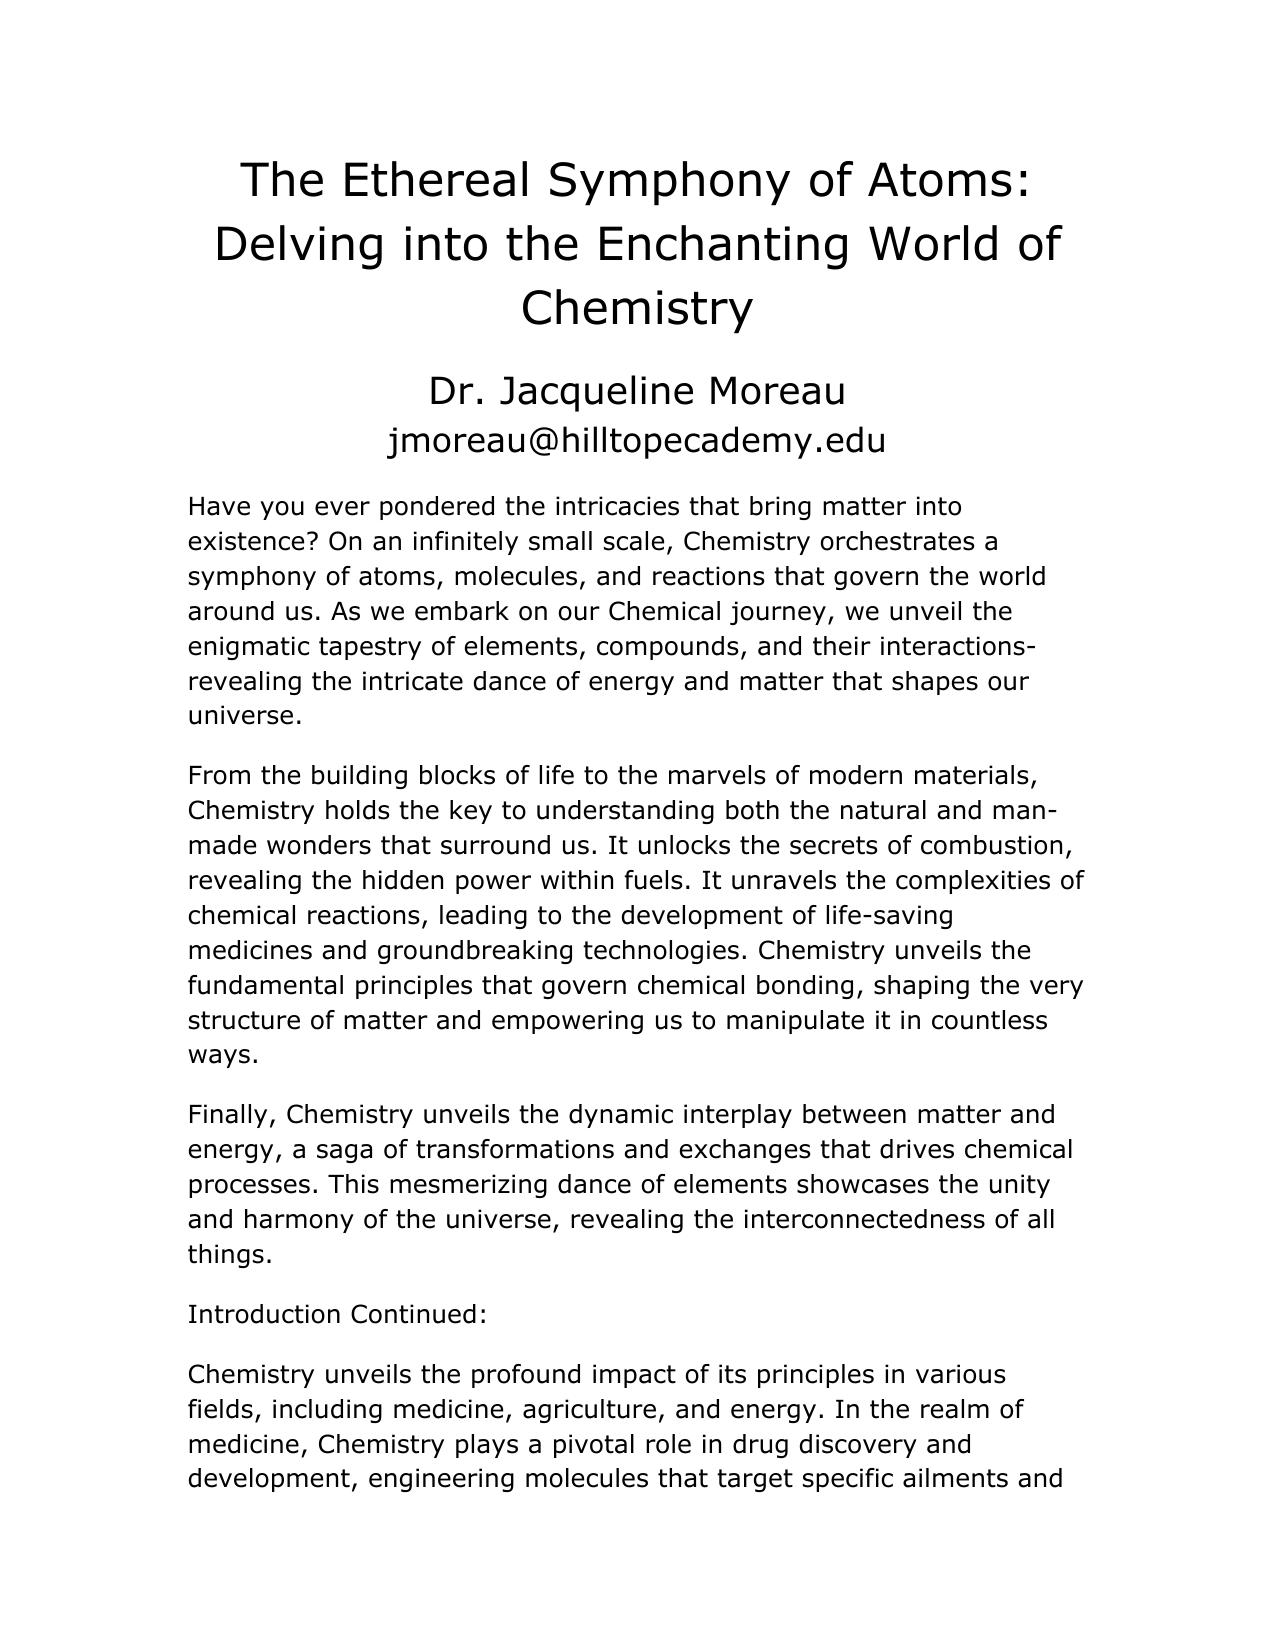 The Ethereal Symphony of Atoms:
Delving into the Enchanting World of
Chemistry
Dr. Jacqueline Moreau
jmoreau@hilltopecademy.edu
Have you ever pondered the intricacies that bring matter into
existence? On an infinitely small scale, Chemistry orchestrates a
symphony of atoms, molecules, and reactions that govern the world
around us. As we embark on our Chemical journey, we unveil the
enigmatic tapestry of elements, compounds, and their interactions-
revealing the intricate dance of energy and matter that shapes our
universe.
From the building blocks of life to the marvels of modern materials,
Chemistry holds the key to understanding both the natural and man-
made wonders that surround us. It unlocks the secrets of combustion,
revealing the hidden power within fuels. It unravels the complexities of
chemical reactions, leading to the development of life-saving
medicines and groundbreaking technologies. Chemistry unveils the
fundamental principles that govern chemical bonding, shaping the very
structure of matter and empowering us to manipulate it in countless
ways.
Finally, Chemistry unveils the dynamic interplay between matter and
energy, a saga of transformations and exchanges that drives chemical
processes. This mesmerizing dance of elements showcases the unity
and harmony of the universe, revealing the interconnectedness of all
things.
Introduction Continued:
Chemistry unveils the profound impact of its principles in various
fields, including medicine, agriculture, and energy. In the realm of
medicine, Chemistry plays a pivotal role in drug discovery and
development, engineering molecules that target specific ailments and